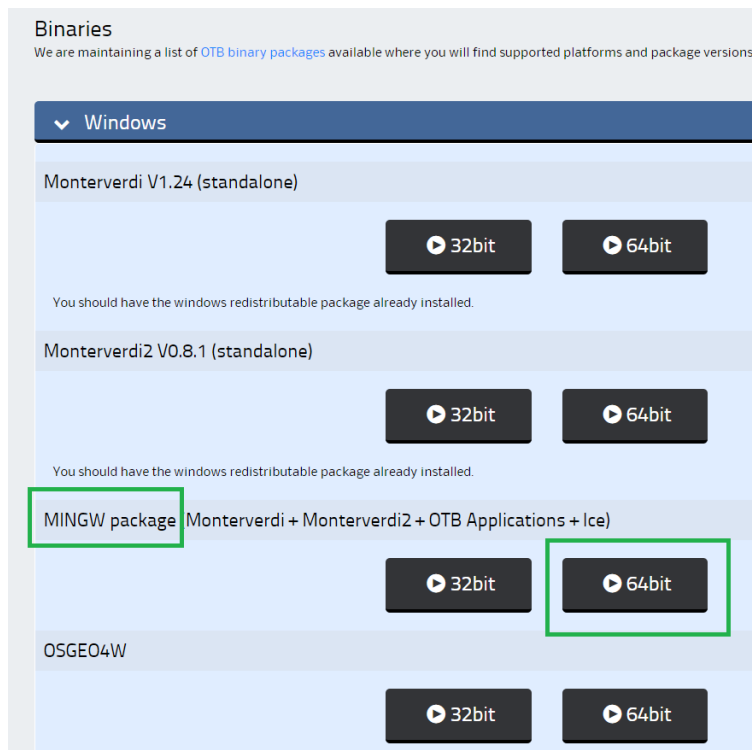 Binaries
We are maintaining a list of OTB binary packages available where you will find supported platforms and package versions
Windows
Monterverdi V1.24 (standalone)
32bit 64bit
You should have the windows redistributable package already installed.
Monterverdi2 V0.8.1 (standalone)
32bit 64bit
You should have the windows redistributable package already installed.
MINGW package (Monterverdi + Monterverdi2 + OTB Applications + Ice)
32bit 64bit
OSGEO4W
32bit 64bit